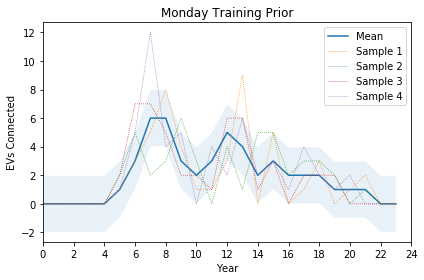 Monday Training Prior
EVs Connected
12
10
8
6
4
2
0
−2
Mean
Sample 1
Sample 2
Sample 3
Sample 4
0 2 4 6 8 10 12 14 16 18 20 22 24
Year